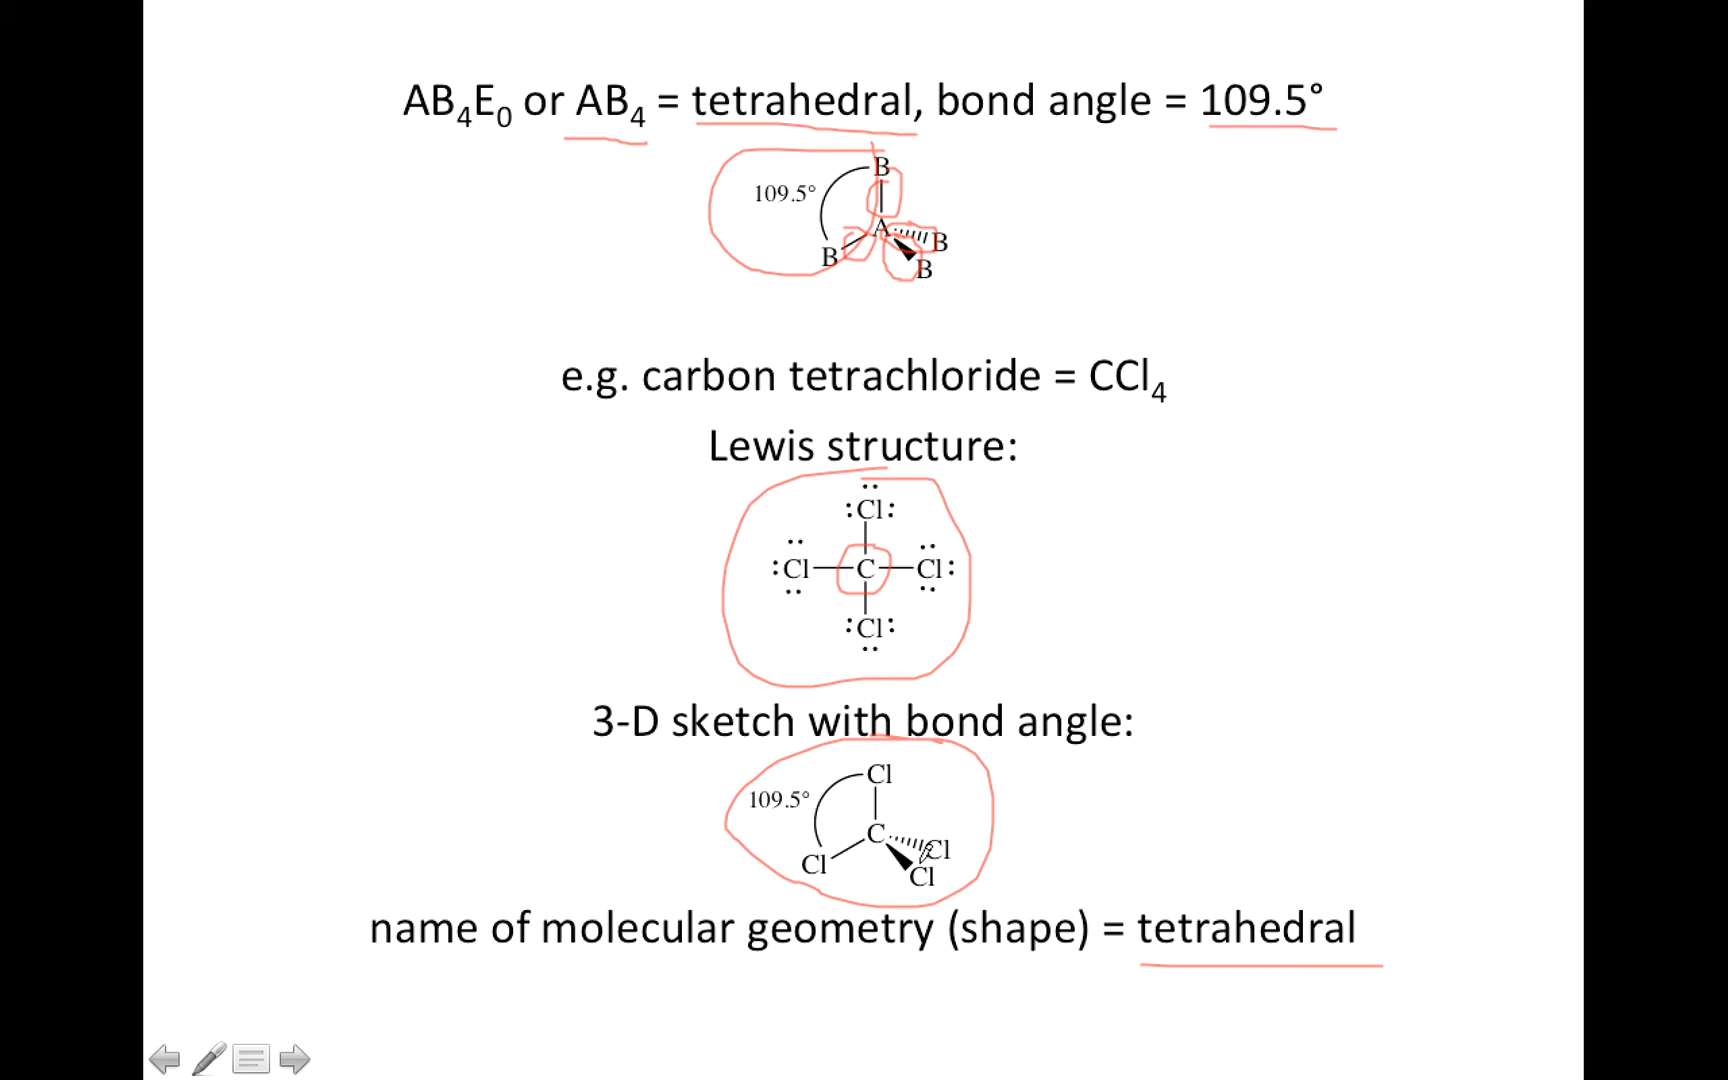 AB₄E₀ or AB₄ = tetrahedral, bond angle = 109.5°
B
109.5°
A
B
B
B
e.g. carbon tetrachloride = CCl₄
Lewis structure:
:Cl:
:Cl—C—Cl:
:Cl:
3-D sketch with bond angle:
Cl
109.5°
C
Cl
Cl
Cl
name of molecular geometry (shape) = tetrahedral